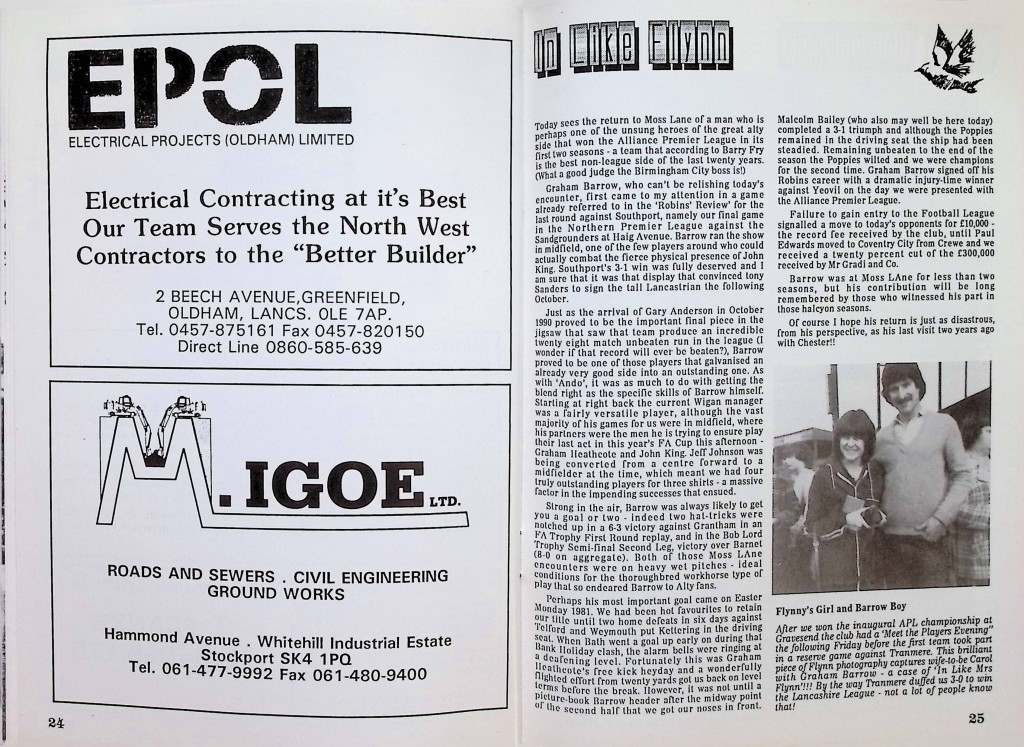 EPOL
ELECTRICAL PROJECTS (OLDHAM) LIMITED
Electrical Contracting at it's Best
Our Team Serves the North West
Contractors to the "Better Builder"
2 BEECH AVENUE,GREENFIELD,
OLDHAM, LANCS. OLE 7AP.
Tel. 0457-875161 Fax 0457-820150
Direct Line 0860-585-639
M. IGOE LTD.
ROADS AND SEWERS . CIVIL ENGINEERING
GROUND WORKS
Hammond Avenue . Whitehill Industrial Estate
Stockport SK4 1PQ
Tel. 061-477-9992 Fax 061-480-9400
24
In Like Flynn
Today sees the return to Moss Lane of a man who is
perhaps one of the unsung heroes of the great alty
side that won the Alliance Premier League in its
first two seasons - a team that according to Barry Fry
is the best non-league side of the last twenty years.
(What a good judge the Birmingham City boss is!)
Graham Barrow, who can't be relishing today's
encounter, first came to my attention in a game
already referred to in the 'Robins' Review' for the
last round against Southport, namely our final game
in the Northern Premier League against the
Sandgrounders at Haig Avenue. Barrow ran the show
in midfield, one of the few players around who could
actually combat the fierce physical presence of John
King. Southport's 3-1 win was fully deserved and I
am sure that it was that display that convinced tony
Sanders to sign the tall Lancastrian the following
October.
Just as the arrival of Gary Anderson in October
1990 proved to be the important final piece in the
jigsaw that saw that team produce an incredible
twenty eight match unbeaten run in the league (I
wonder if that record will ever be beaten?), Barrow
proved to be one of those players that galvanised an
already very good side into an outstanding one. As
with 'Ando', it was as much to do with getting the
blend right as the specific skills of Barrow himself.
Starting at right back the current Wigan manager
was a fairly versatile player, although the vast
majority of his games for us were in midfield, where
his partners were the men he is trying to ensure play
their last act in this year's FA Cup this afternoon -
Graham Heathcote and John King. Jeff Johnson was
being converted from a centre forward to a
midfielder at the time, which meant we had four
truly outstanding players for three shirts - a massive
factor in the impending successes that ensued.
Strong in the air, Barrow was always likely to get
you a goal or two - indeed two hat-tricks were
notched up in a 6-3 victory against Grantham in an
FA Trophy First Round replay, and in the Bob Lord
Trophy Semi-final Second Leg, victory over Barnet
(8-0 on aggregate). Both of those Moss LAne
encounters were on heavy wet pitches - ideal
conditions for the thoroughbred workhorse type of
play that so endeared Barrow to Alty fans.
Perhaps his most important goal came on Easter
Monday 1981. We had been hot favourites to retain
our title until two home defeats in six days against
Telford and Weymouth put Kettering in the driving
seat. When Bath went a goal up early on during that
Bank Holiday clash, the alarm bells were ringing at
a deafening level. Fortunately this was Graham
Heathcote's free kick heyday and a wonderfully
flighted effort from twenty yards got us back on level
terms before the break. However, it was not until a
picture-book Barrow header after the midway point
of the second half that we got our noses in front.
Malcolm Bailey (who also may well be here today)
completed a 3-1 triumph and although the Poppies
remained in the driving seat the ship had been
steadied. Remaining unbeaten to the end of the
season the Poppies wilted and we were champions
for the second time. Graham Barrow signed off his
Robins career with a dramatic injury-time winner
against Yeovil on the day we were presented with
the Alliance Premier League.
Failure to gain entry to the Football League
signalled a move to today's opponents for £10,000 -
the record fee received by the club, until Paul
Edwards moved to Coventry City from Crewe and we
received a twenty percent cut of the £300,000
received by Mr Gradi and Co.
Barrow was at Moss LAne for less than two
seasons, but his contribution will be long
remembered by those who witnessed his part in
those halcyon seasons.
Of course I hope his return is just as disastrous,
from his perspective, as his last visit two years ago
with Chester!!
Flynny's Girl and Barrow Boy
After we won the inaugural APL championship at
Gravesend the club had a 'Meet the Players Evening"
the following Friday before the first team took part
in a reserve game against Tranmere. This brilliant
piece of Flynn photography captures wife-to-be Carol
with Graham Barrow - a case of 'In Like Mrs
Flynn'!!! By the way Tranmere duffed us 3-0 to win
the Lancashire League - not a lot of people know
that!
25